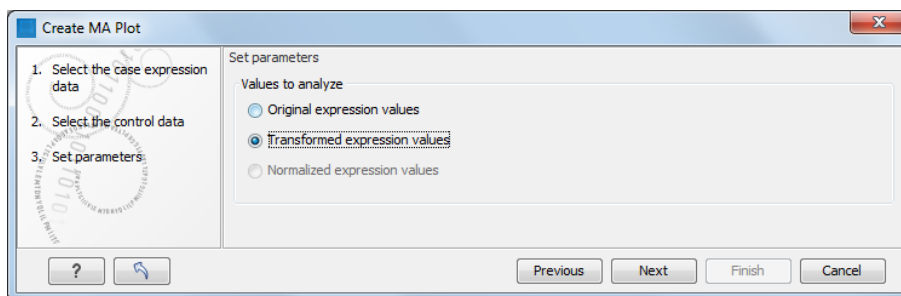 Create MA Plot
1. Select the case expression
data
2. Select the control data
3. Set parameters
Set parameters
Values to analyze
Original expression values
Transformed expression values
Normalized expression values
?
Previous
Next
Finish
Cancel